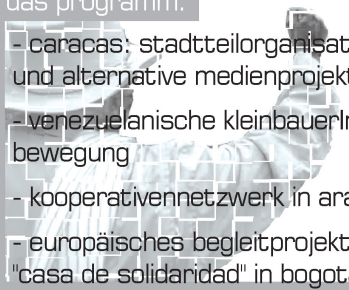 das programm:
- caracas: stadtteilorganisat
und alternative medienprojekt
- venezuelanische kleinbauerIn
bewegung
- kooperativennetzwerk in ara
- europäisches begleitprojekt
"casa de solidaridad" in bogot